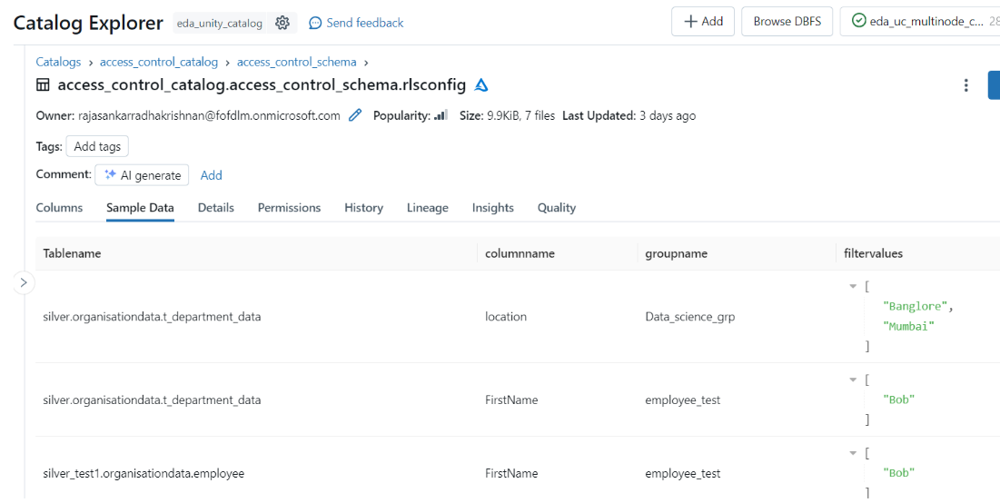 Catalog Explorer eda_unity_catalog Send feedback + Add Browse DBFS eda_uc_multinode_c... 28
Catalogs > access_control_catalog > access_control_schema >
access_control_catalog.access_control_schema.rlsconfig
Owner: rajasankarradhakrishnan@fofdlm.onmicrosoft.com Popularity: Size: 9.9KiB, 7 files Last Updated: 3 days ago
Tags: Add tags
Comment: AI generate Add
Columns Sample Data Details Permissions History Lineage Insights Quality
Tablename columnname groupname filtervalues
silver.organisationdata.t_department_data location Data_science_grp [
"Banglore",
"Mumbai"
]
silver.organisationdata.t_department_data FirstName employee_test [
"Bob"
]
silver_test1.organisationdata.employee FirstName employee_test [
"Bob"
]